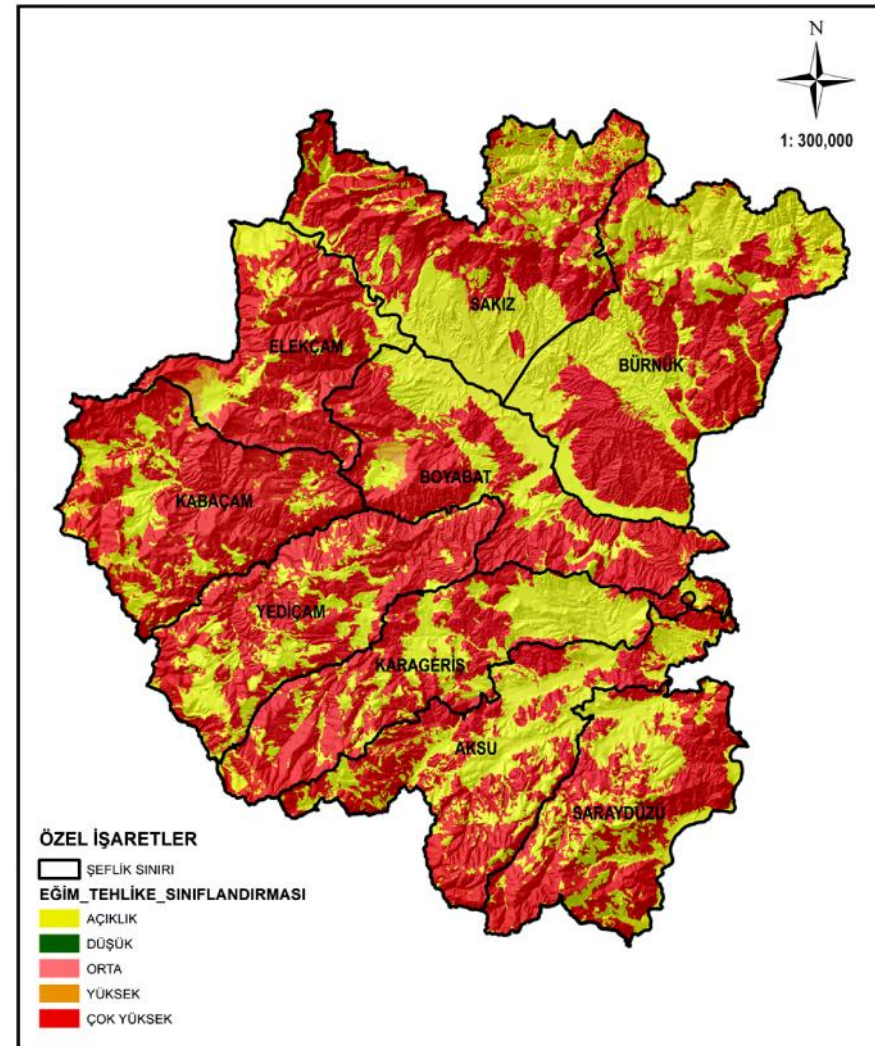 N
1: 300,000
SAKIZ
ELEKÇAM
BÜRNÜK
BOYABAT
KABAÇAM
YEDİÇAM
KARAGERİS
AKSU
SARAYDÜZÜ
ÖZEL İŞARETLER
ŞEFLİK SINIRI
EĞİM_TEHLİKE_SINIFLANDIRMASI
AÇIKLIK
DÜŞÜK
ORTA
YÜKSEK
ÇOK YÜKSEK